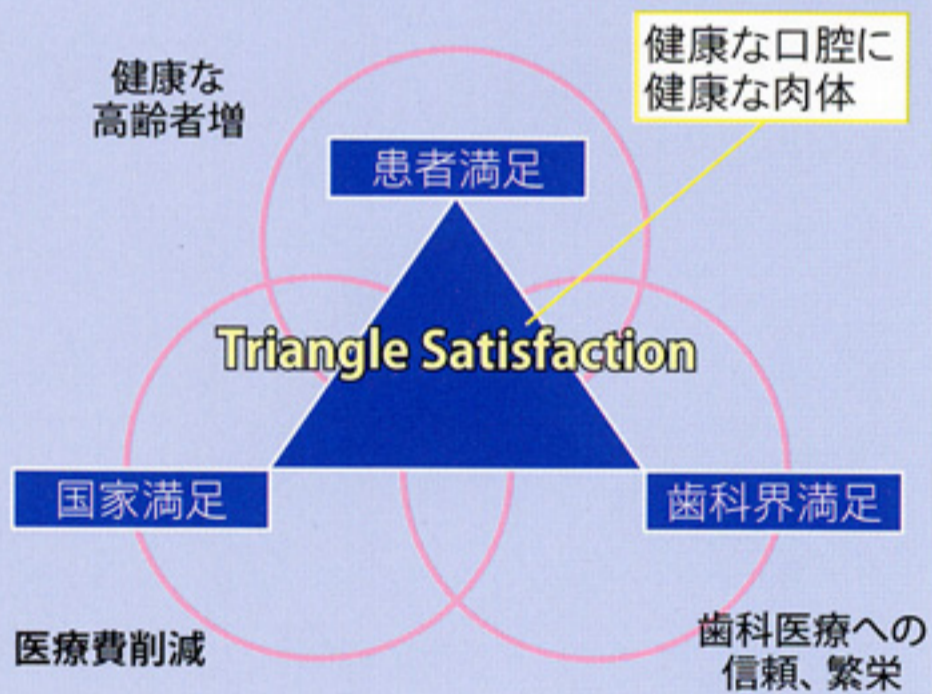 健康な口腔に
健康な肉体
健康な
高齢者増
患者満足
Triangle Satisfaction
国家満足
歯科界満足
医療費削減
歯科医療への
信頼、繁栄